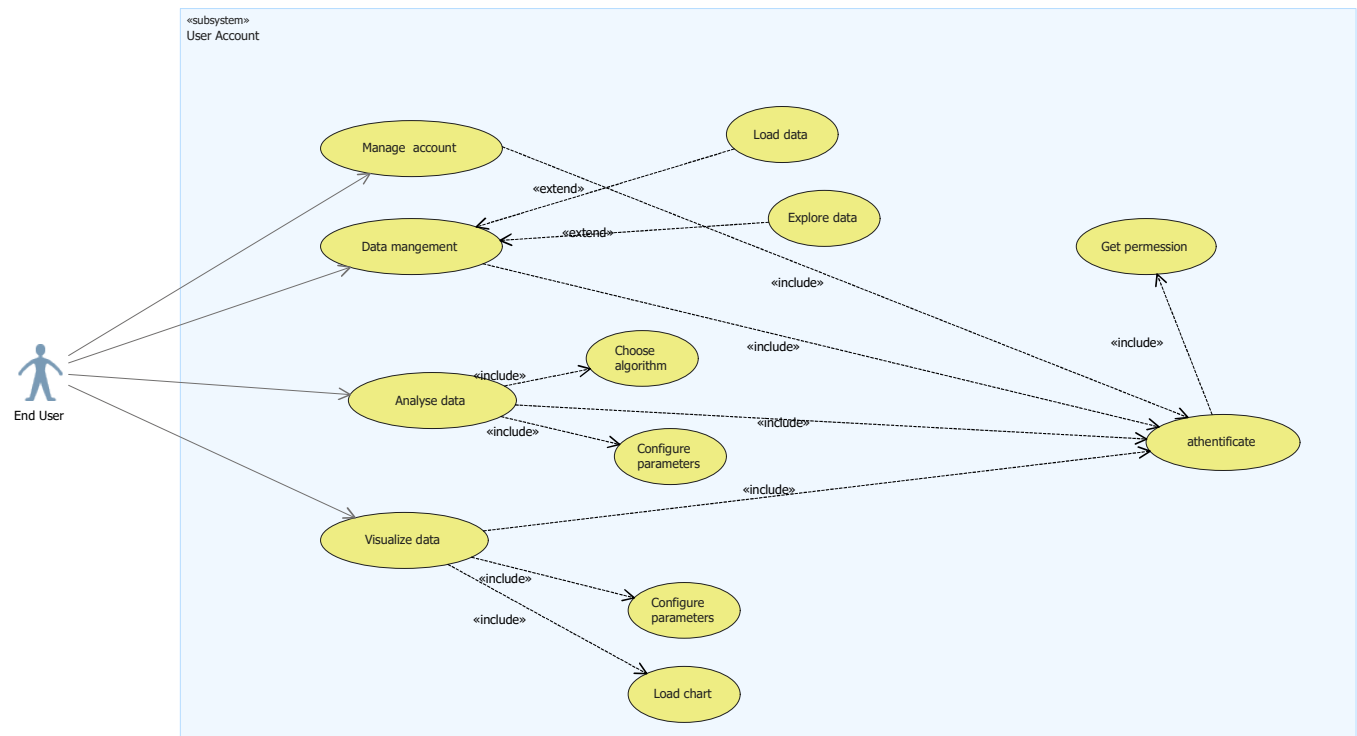 «subsystem»
User Account
Load data
Manage  account
«extend»
Explore data
«extend»
Data mangement
Get permession
«include»
«include»
«include»
Choose
algorithm
«include»
Analyse data
End User
«include»
«include»
athentificate
Configure
parameters
«include»
Visualize data
«include»
Configure
parameters
«include»
Load chart